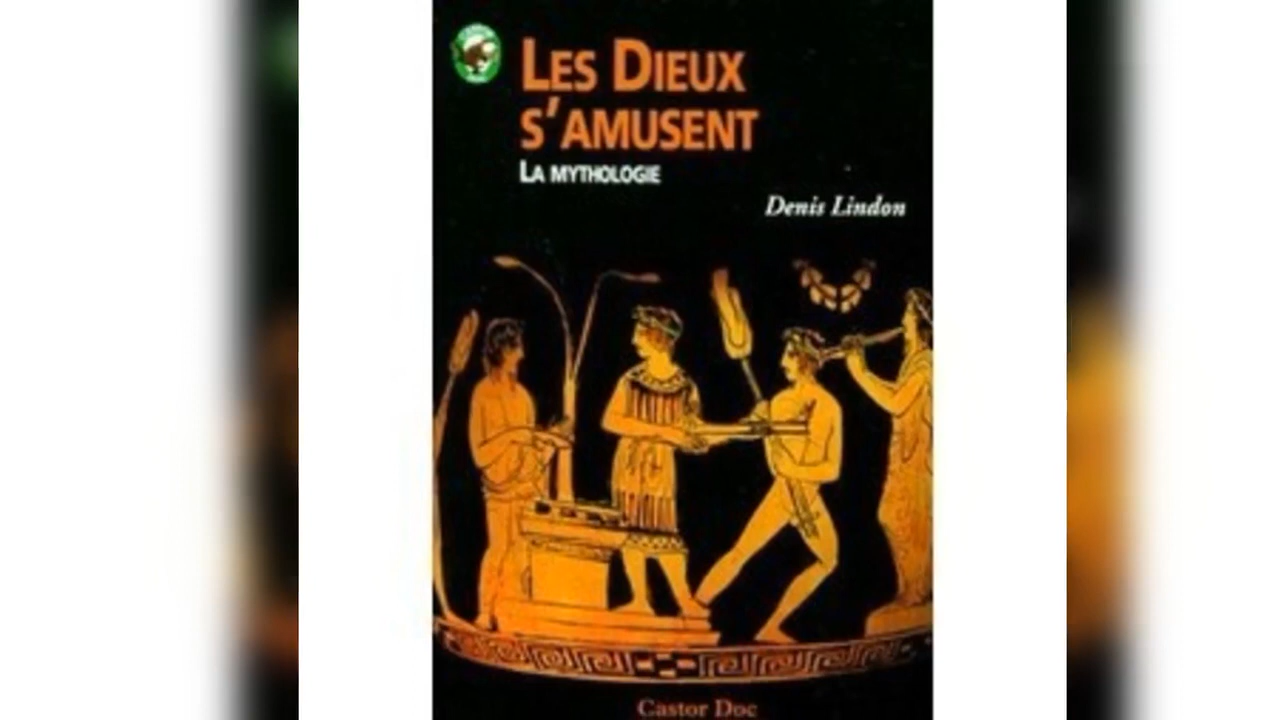 LES DIEUX
S'AMUSENT
LA MYTHOLOGIE
Denis Lindon
Castor Doc